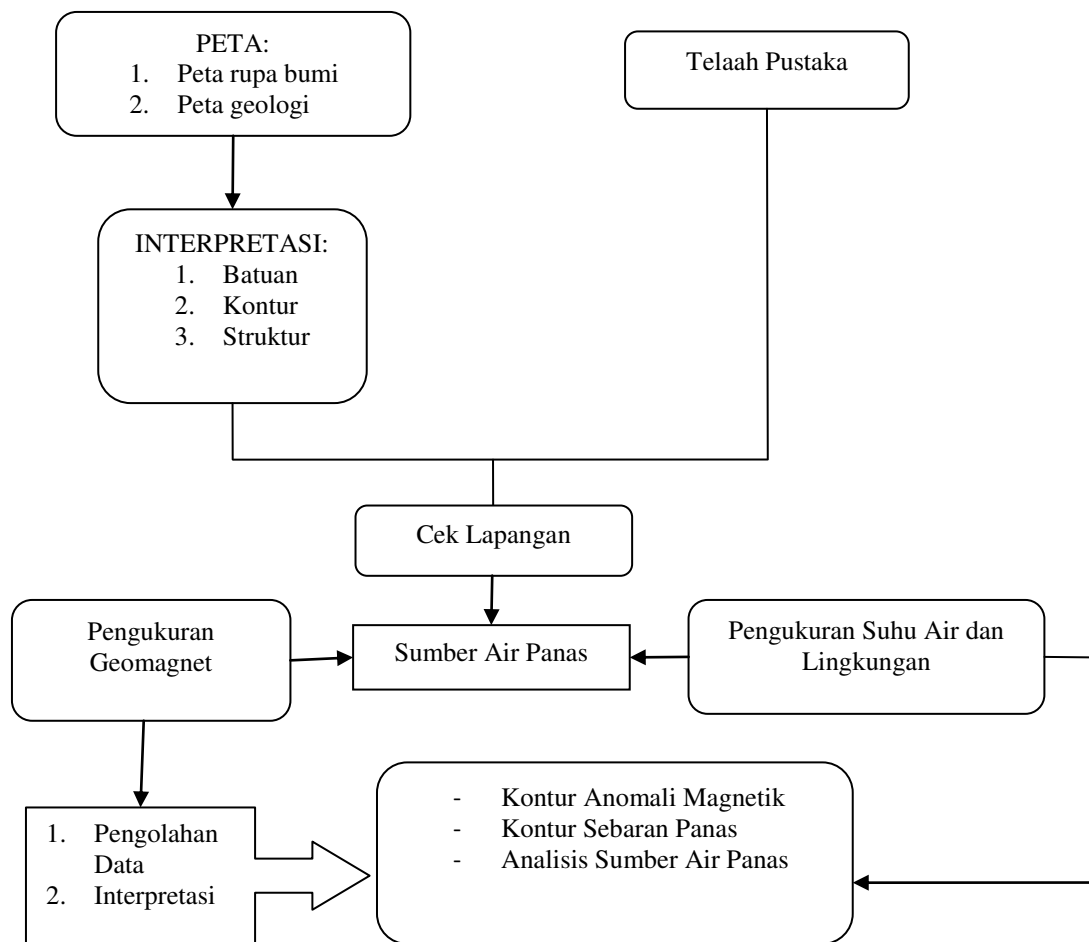 PETA:
1. Peta rupa bumi
2. Peta geologi
Telaah Pustaka
INTERPRETASI:
1. Batuan
2. Kontur
3. Struktur
Cek Lapangan
Pengukuran
Geomagnet
Sumber Air Panas
Pengukuran Suhu Air dan
Lingkungan
1. Pengolahan
Data
2. Interpretasi
- Kontur Anomali Magnetik
- Kontur Sebaran Panas
- Analisis Sumber Air Panas